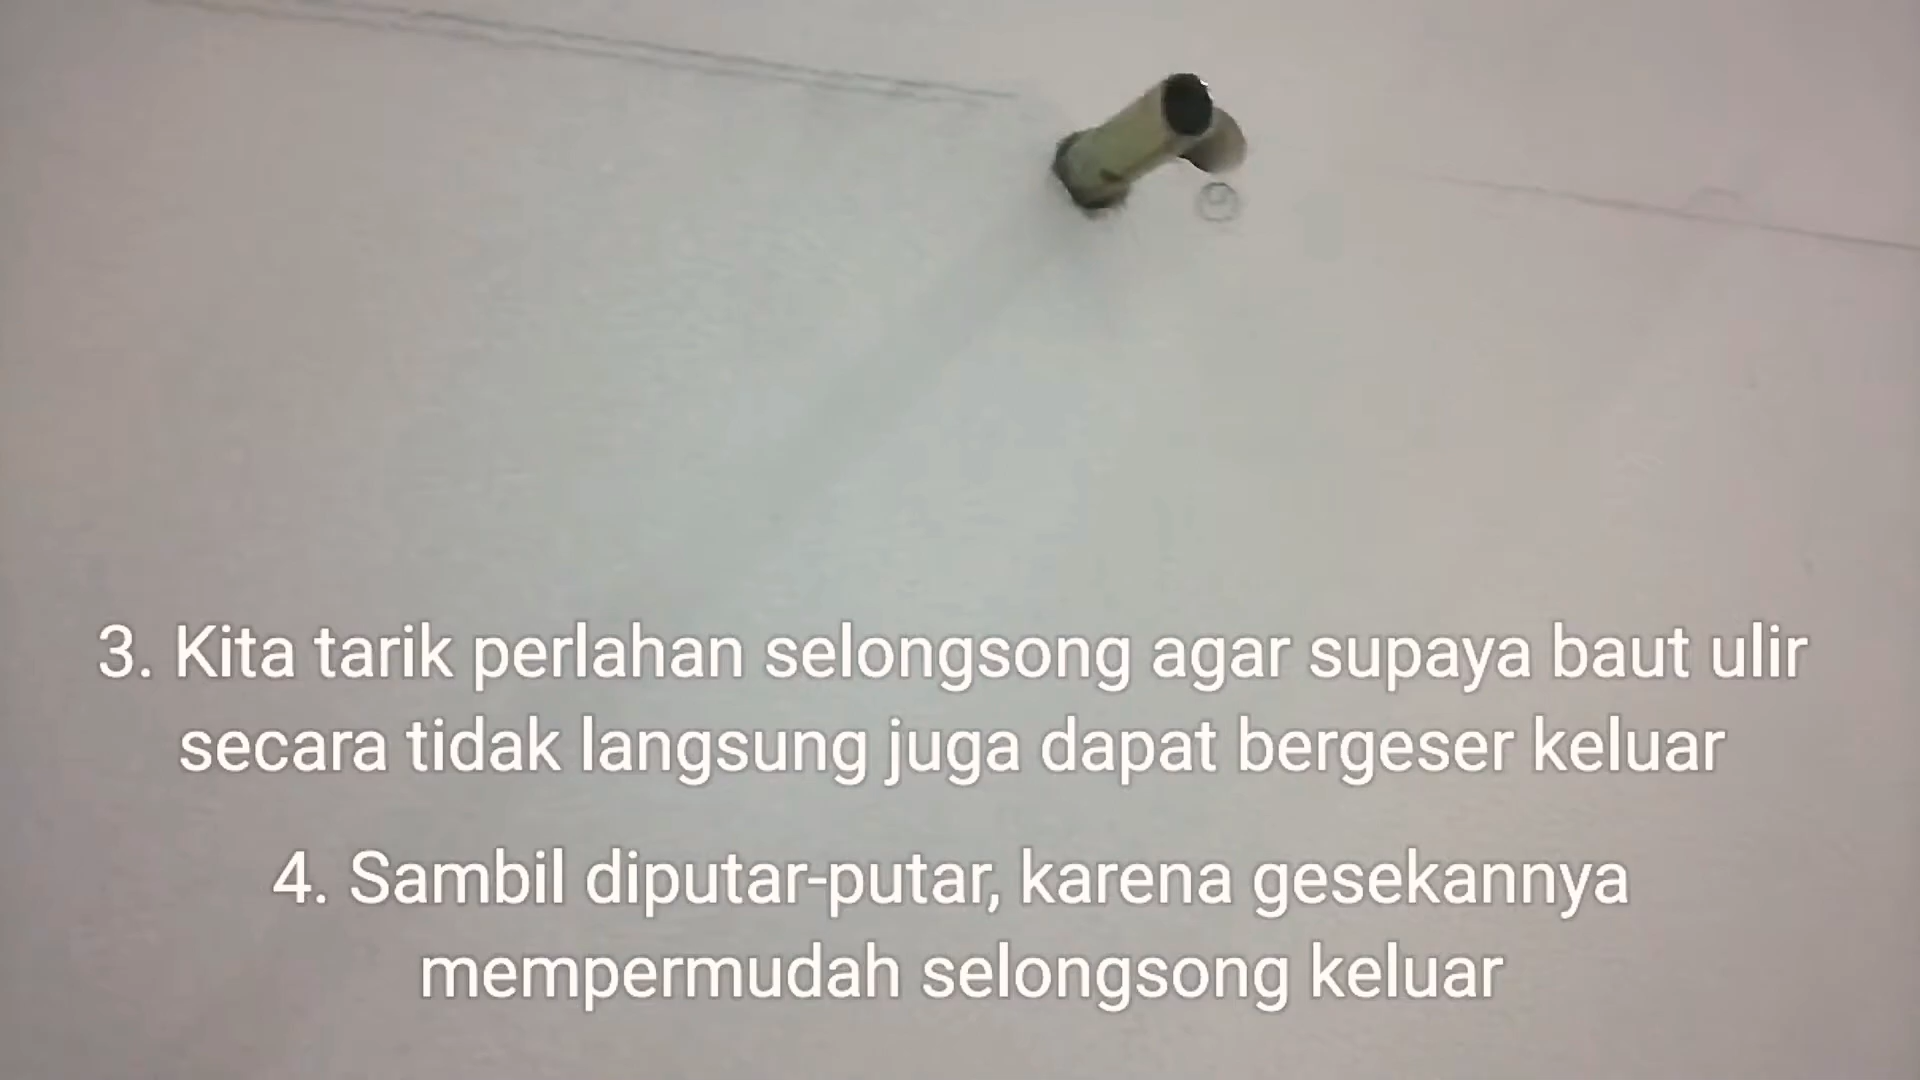 3. Kita tarik perlahan selongsong agar supaya baut ulir
secara tidak langsung juga dapat bergeser keluar
4. Sambil diputar-putar, karena gesekannya
mempermudah selongsong keluar